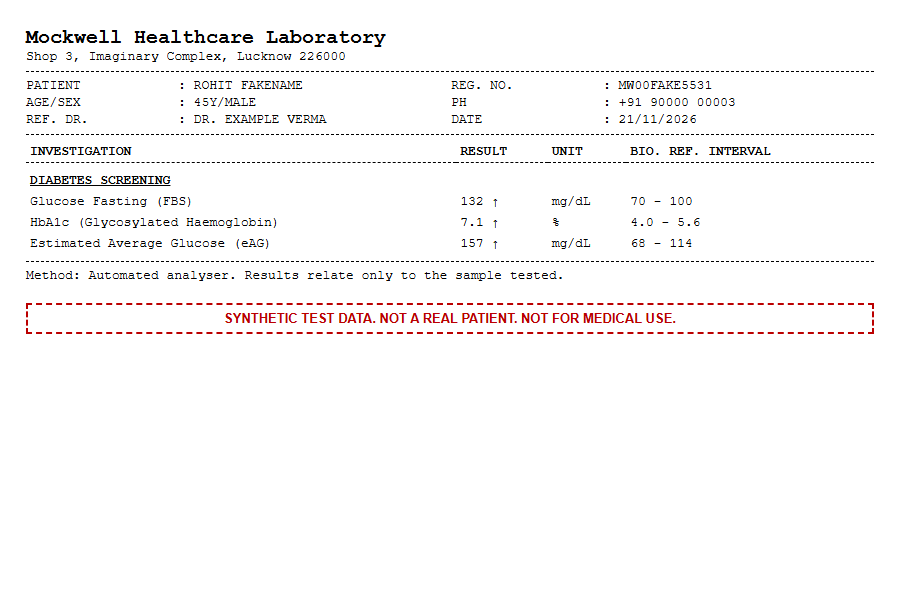 Mockwell Healthcare Laboratory
Shop 3, Imaginary Complex, Lucknow 226000
PATIENT : ROHIT FAKENAME REG. NO. : MW00FAKE5531
AGE/SEX : 45Y/MALE PH : +91 90000 00003
REF. DR. : DR. EXAMPLE VERMA DATE : 21/11/2026
INVESTIGATION RESULT UNIT BIO. REF. INTERVAL
DIABETES SCREENING
Glucose Fasting (FBS) 132 ↑ mg/dL 70 - 100
HbA1c (Glycosylated Haemoglobin) 7.1 ↑ % 4.0 - 5.6
Estimated Average Glucose (eAG) 157 ↑ mg/dL 68 - 114
Method: Automated analyser. Results relate only to the sample tested.
SYNTHETIC TEST DATA. NOT A REAL PATIENT. NOT FOR MEDICAL USE.